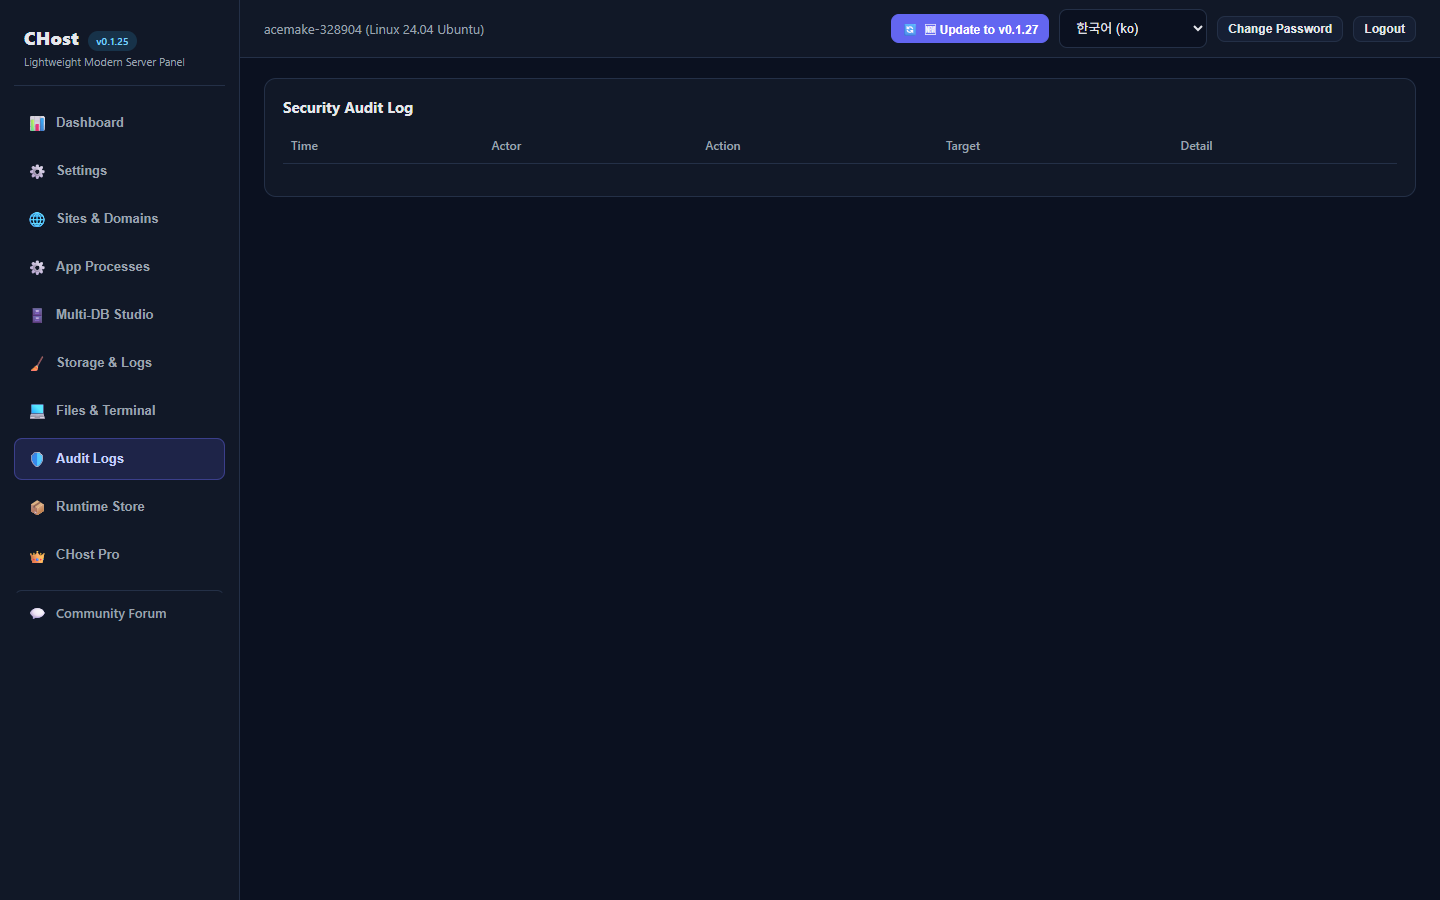 CHost v0.1.25
Lightweight Modern Server Panel
Dashboard
Settings
Sites & Domains
App Processes
Multi-DB Studio
Storage & Logs
Files & Terminal
Audit Logs
Runtime Store
CHost Pro
Community Forum
acemake-328904 (Linux 24.04 Ubuntu)
🆕 Update to v0.1.27
한국어 (ko)
Change Password
Logout
Security Audit Log
Time Actor Action Target Detail